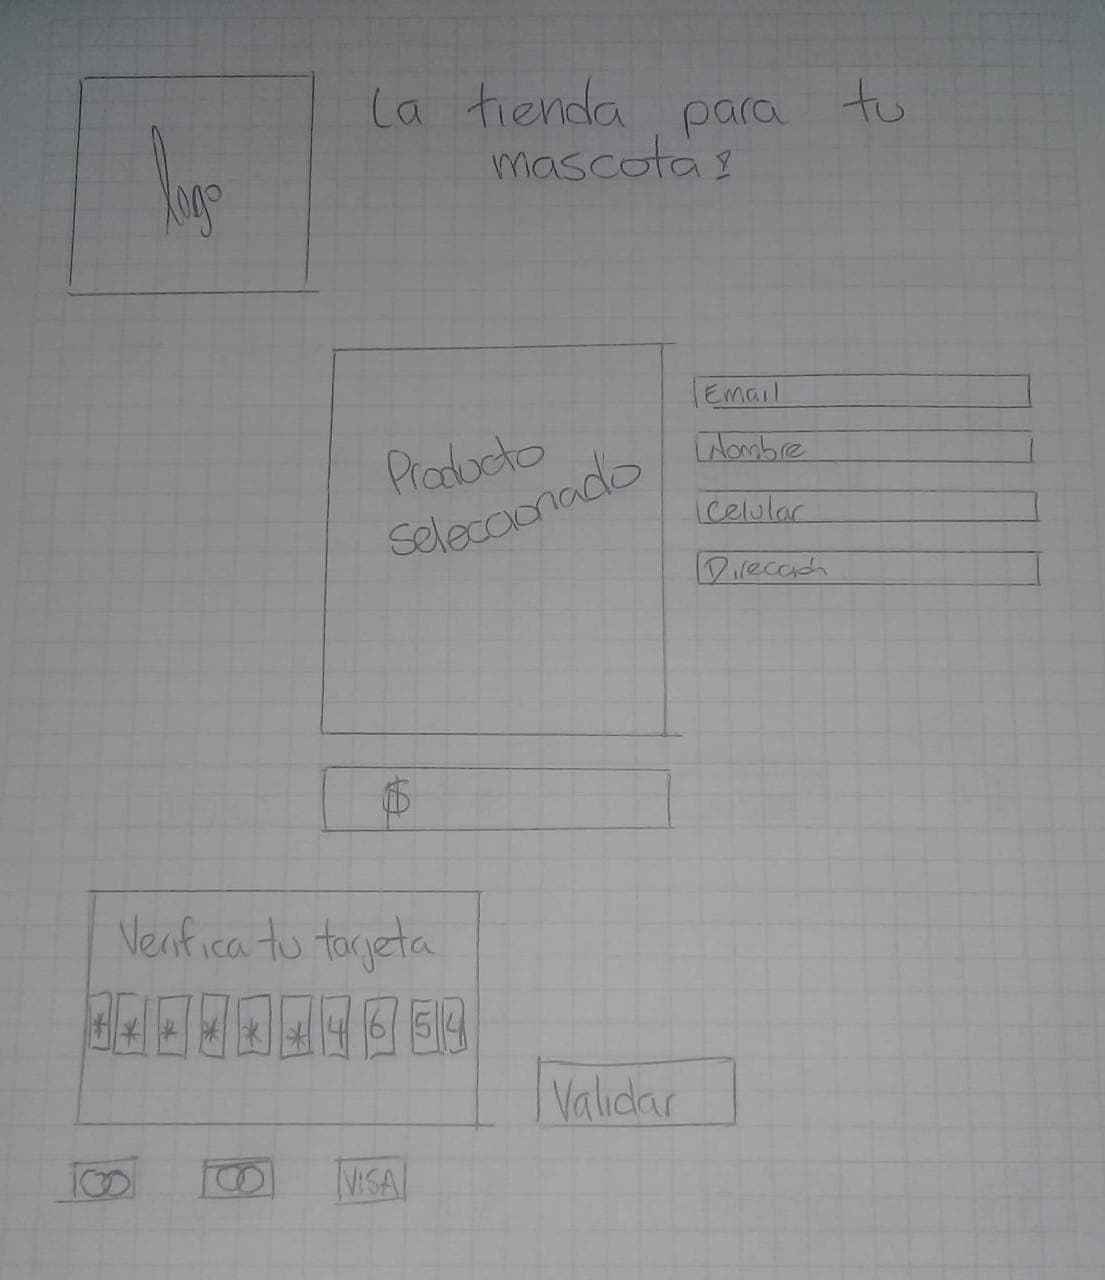 logo
La tienda para tu
mascota!
Producto
seleccionado
Email
Nombre
Celular
Dirección
$
Verifica tu tarjeta
* * * * * * 4 6 5 4
Validar
VISA